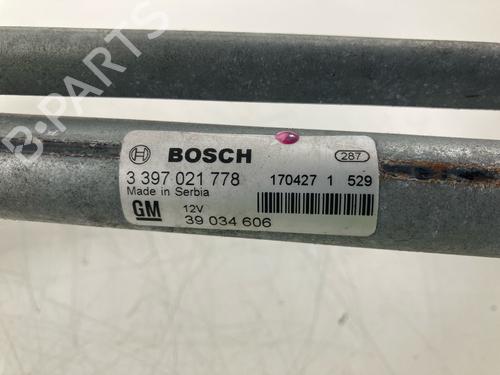 BOSCH
287
3 397 021 778
170427 1 529
Made in Serbia
GM
12V
39 034 606
B-PARTS